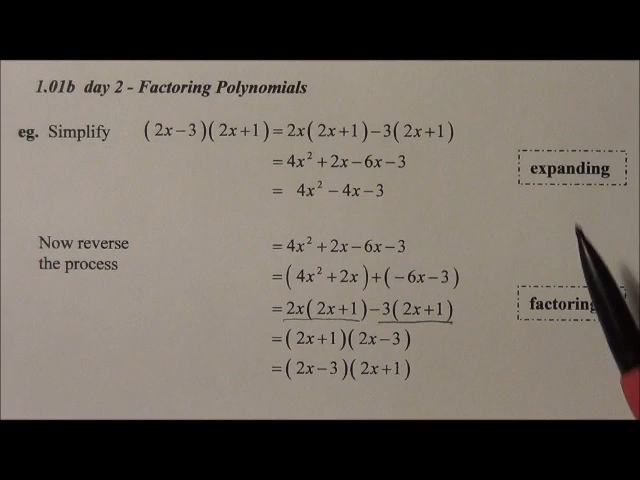 1.01b day 2 - Factoring Polynomials
eg. Simplify (2x−3)(2x+1) = 2x(2x+1)−3(2x+1)
= 4x² + 2x − 6x − 3
expanding
= 4x² − 4x − 3
Now reverse
the process
= 4x² + 2x − 6x − 3
= (4x² + 2x) + (−6x − 3)
= 2x(2x+1) − 3(2x+1)
factoring
= (2x+1)(2x−3)
= (2x−3)(2x+1)